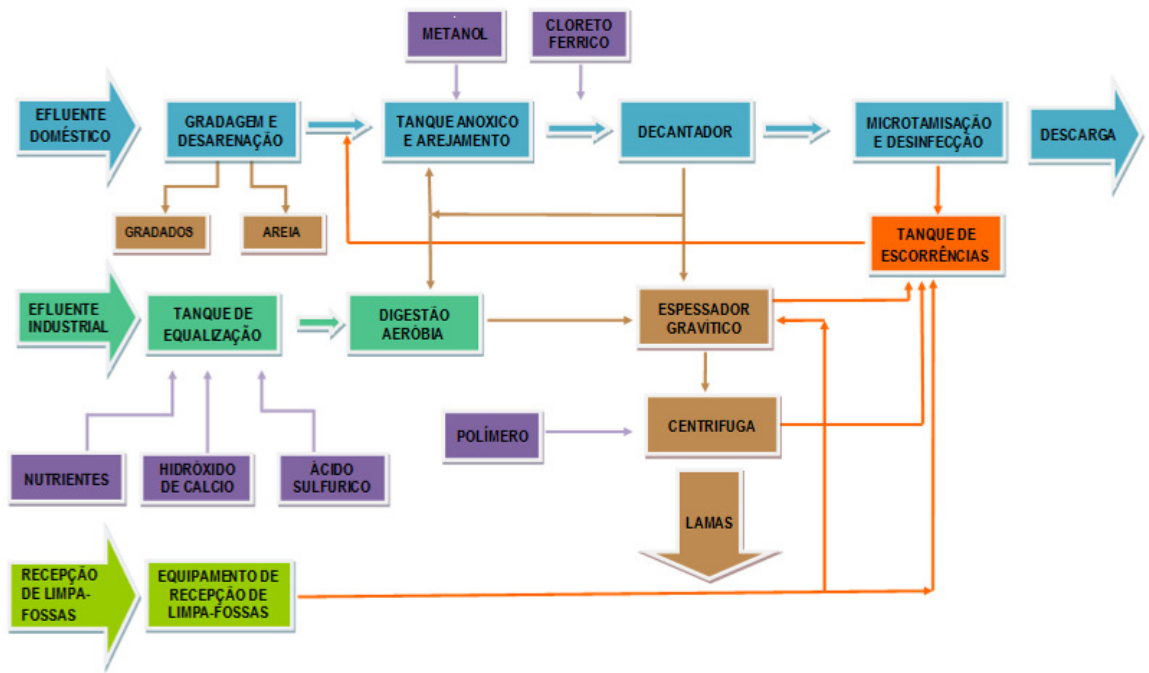 METANOL
CLORETO
FERRICO
EFLUENTE
DOMÉSTICO
GRADAGEM E
DESARENAÇÃO
TANQUE ANOXICO
E AREJAMENTO
DECANTADOR
MICROTAMISAÇÃO
E DESINFECÇÃO
DESCARGA
GRADADOS
AREIA
TANQUE DE
ESCORRÊNCIAS
EFLUENTE
INDUSTRIAL
TANQUE DE
EQUALIZAÇÃO
DIGESTÃO
AERÓBIA
ESPESSADOR
GRAVÍTICO
POLÍMERO
CENTRIFUGA
NUTRIENTES
HIDRÓXIDO
DE CALCIO
ÀCIDO
SULFURICO
LAMAS
RECEPÇÃO
DE LIMPA-
FOSSAS
EQUIPAMENTO DE
RECEPÇÃO DE
LIMPA-FOSSAS